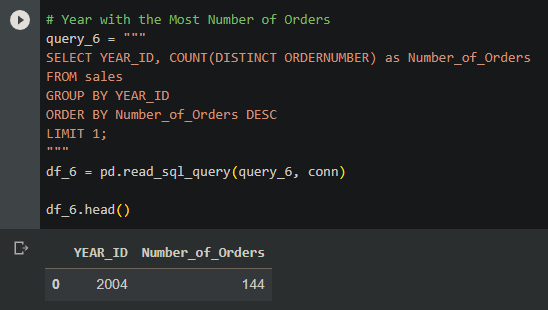 # Year with the Most Number of Orders
query_6 = """
SELECT YEAR_ID, COUNT(DISTINCT ORDERNUMBER) as Number_of_Orders
FROM sales
GROUP BY YEAR_ID
ORDER BY Number_of_Orders DESC
LIMIT 1;
"""
df_6 = pd.read_sql_query(query_6, conn)
df_6.head()
YEAR_ID Number_of_Orders
0 2004 144